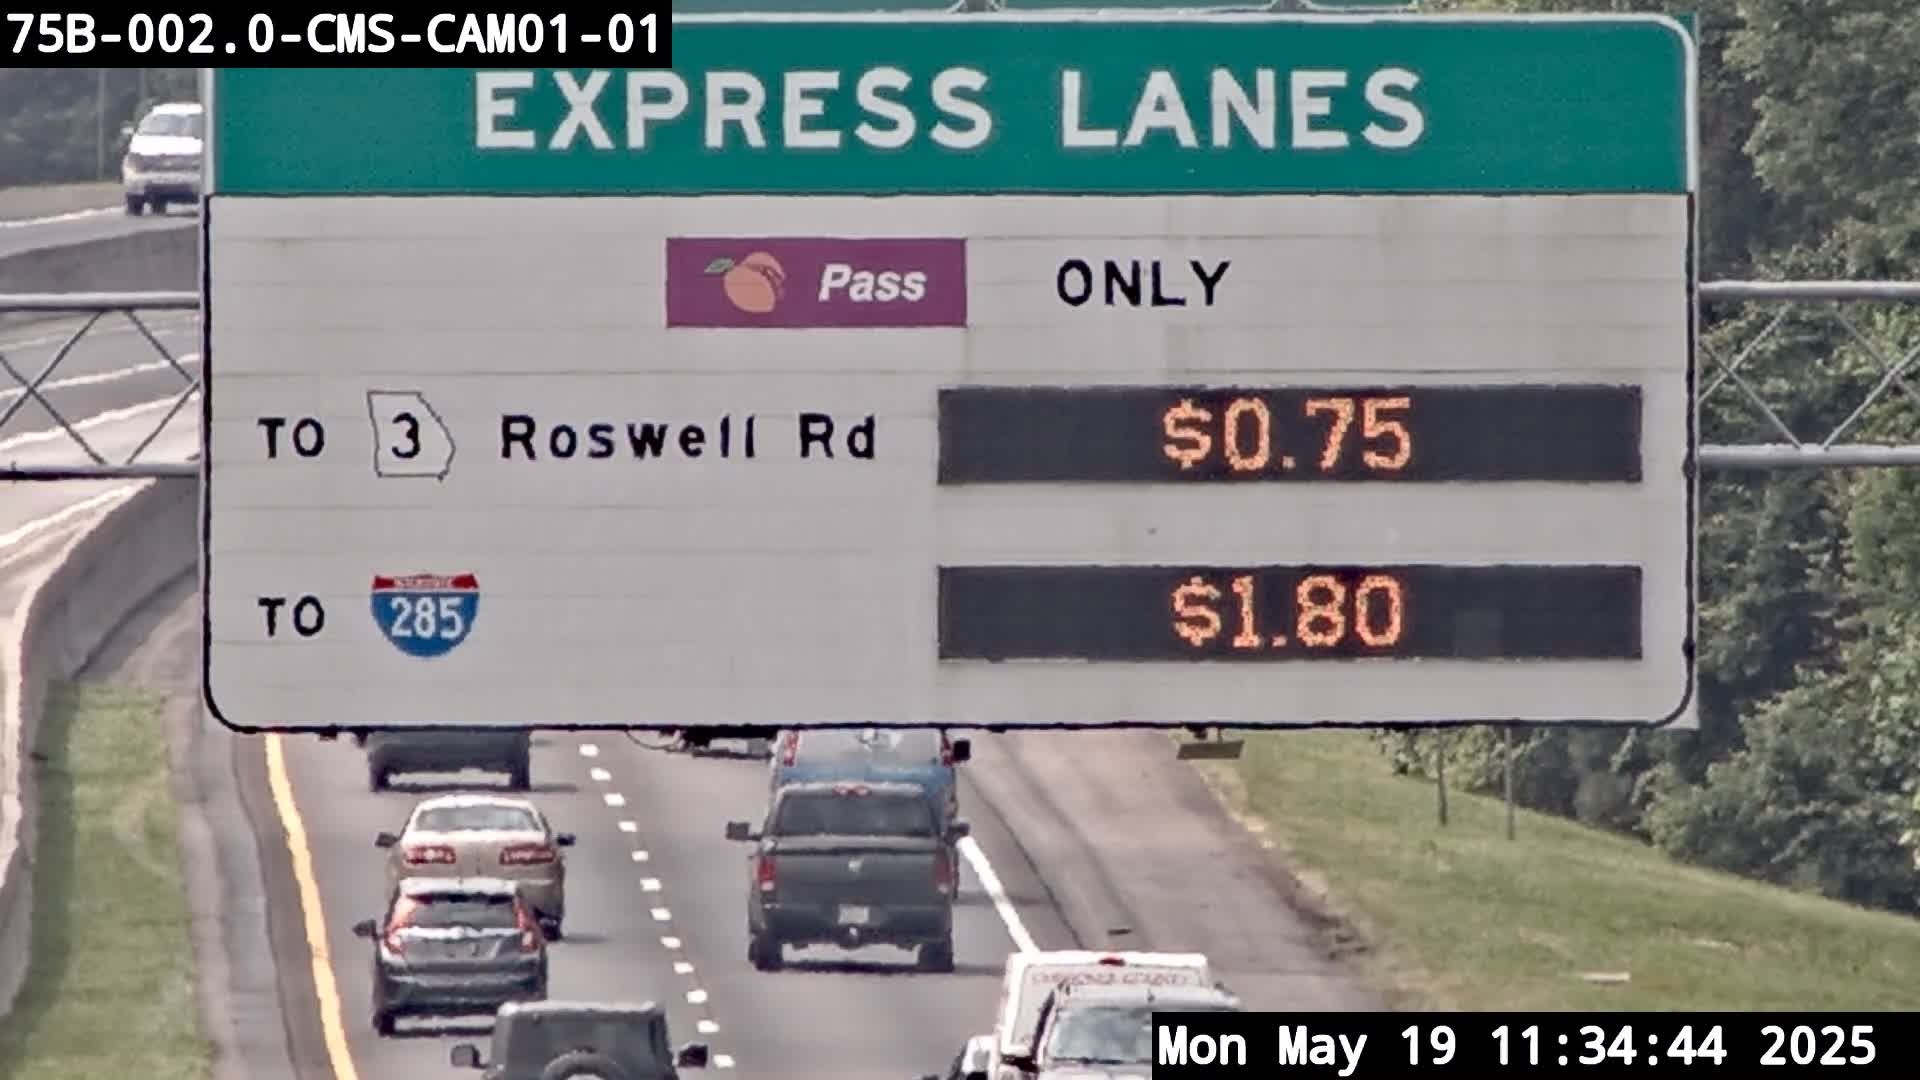 75B-002.0-CMS-CAM01-01
EXPRESS LANES
Pass ONLY
TO 3 Roswell Rd $0.75
INTERSTATE
TO 285 $1.80
Mon May 19 11:34:44 2025